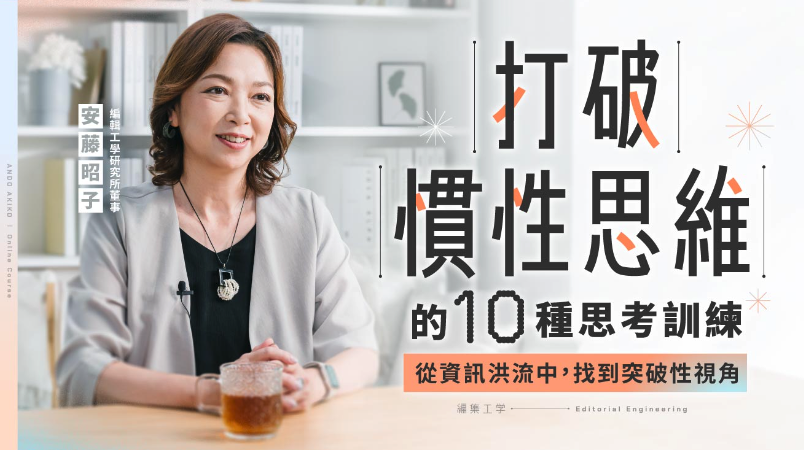 ANDO AKIKO | Online Course
安藤昭子
編輯工學研究所董事
打破
慣性思維
的10種思考訓練
從資訊洪流中，找到突破性視角
編集工学 Editorial Engineering